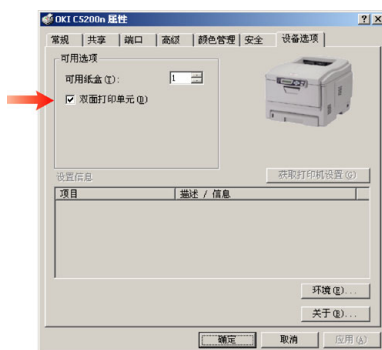 OKI C5200n 属性
常规 共享 端口 高级 颜色管理 安全 设备选项
可用选项
可用纸盒(T): 1
双面打印单元(D)
设置信息
获取打印机设置(G)
项目 描述 / 信息
环境(E)...
关于(B)...
确定 取消 应用(A)